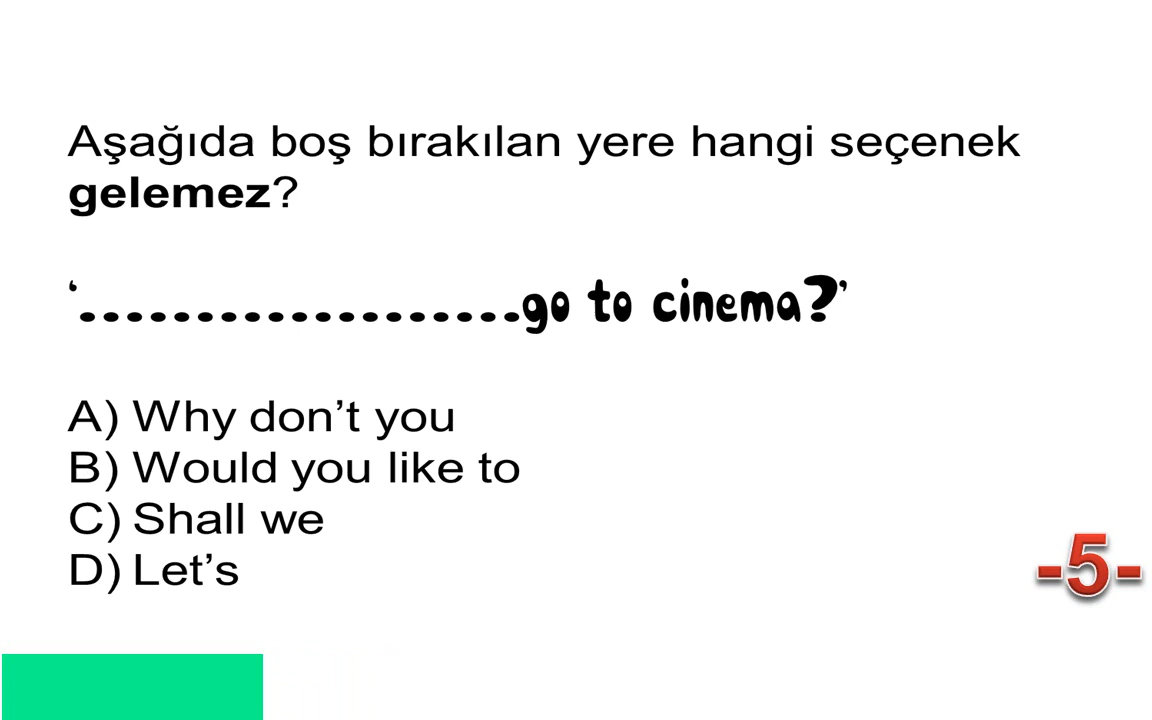 Aşağıda boş bırakılan yere hangi seçenek
gelemez?
‘...................go to cinema?’
A) Why don’t you
B) Would you like to
C) Shall we
D) Let’s
-5-